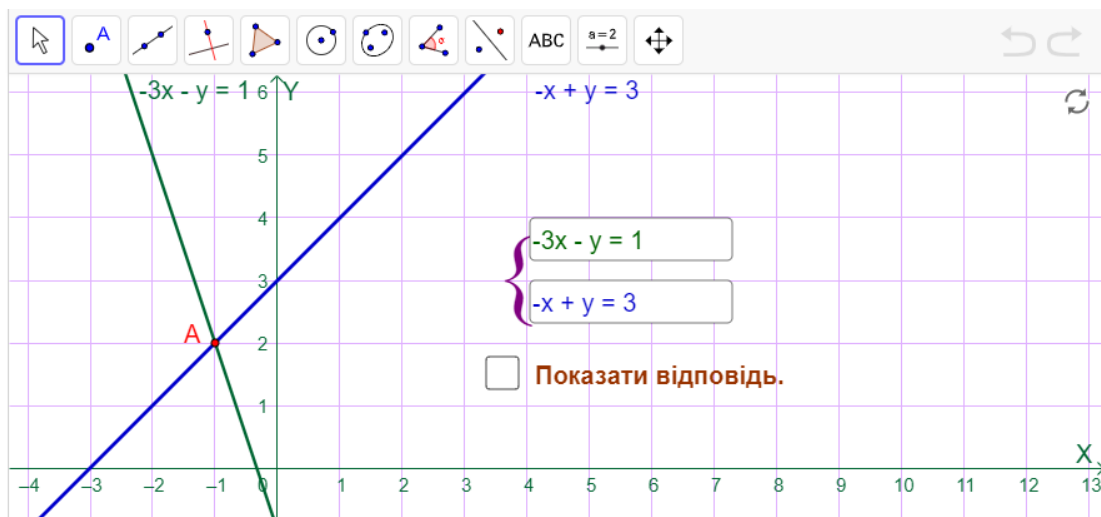 A
α
ABC
a = 2
-3x - y = 1
6
Y
-x + y = 3
5
4
-3x - y = 1
3
-x + y = 3
A
2
Показати відповідь.
1
X
–4 –3 –2 –1 0 1 2 3 4 5 6 7 8 9 10 11 12 13